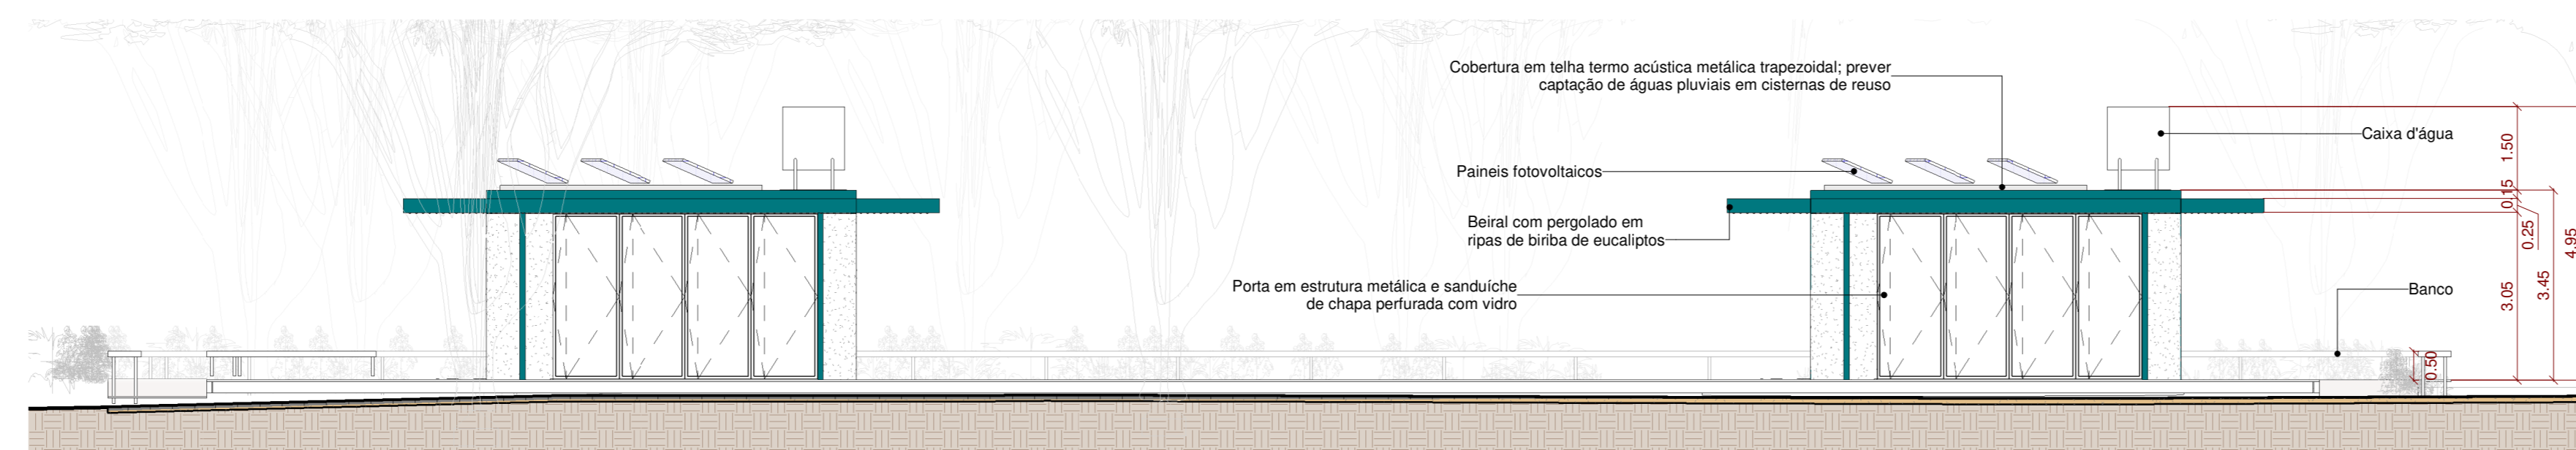 Cobertura em telha termo acústica metálica trapezoidal; prever
captação de águas pluviais em cisternas de reuso
Caixa d'água
Paineis fotovoltaicos
Beiral com pergolado em
ripas de biriba de eucaliptos
Porta em estrutura metálica e sanduíche
de chapa perfurada com vidro
Banco
1.50
0.15
0.25
3.05
3.45
4.95
0.50